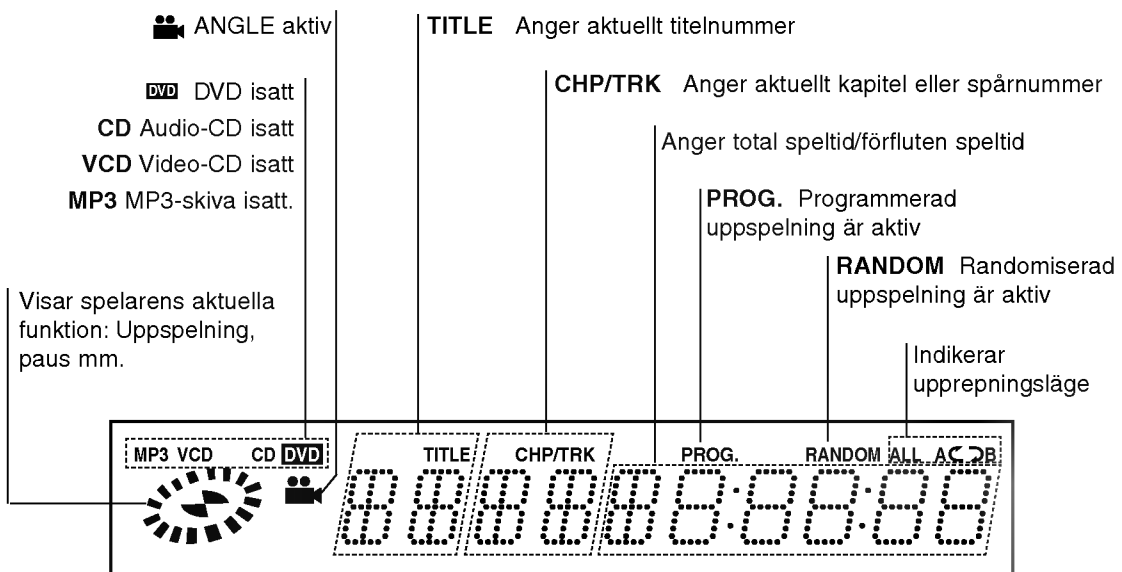 ANGLE aktiv
TITLE Anger aktuellt titelnummer
DVD DVD isatt
CD Audio-CD isatt
VCD Video-CD isatt
MP3 MP3-skiva isatt.
CHP/TRK Anger aktuellt kapitel eller spårnummer
Anger total speltid/förfluten speltid
PROG. Programmerad
uppspelning är aktiv
RANDOM Randomiserad
uppspelning är aktiv
Visar spelarens aktuella
funktion: Uppspelning,
paus mm.
Indikerar
upprepningsläge
MP3 VCD CD DVD TITLE CHP/TRK PROG. RANDOM ALL A B